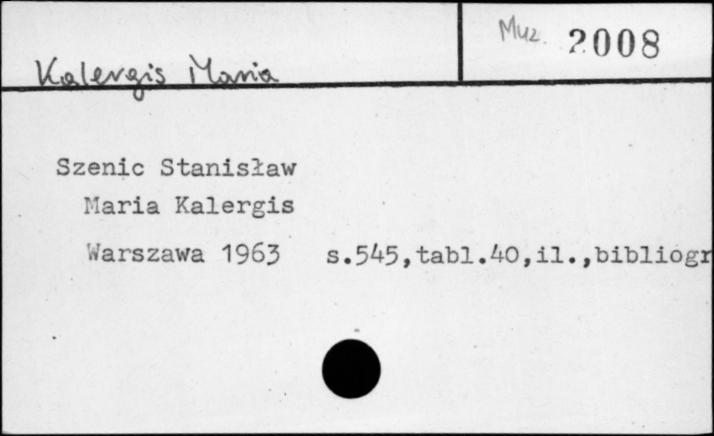 Muz. 2008
Kalergis Maria
Szenic Stanisław
Maria Kalergis
Warszawa 1963 s.545,tabl.40,il.,bibliogr